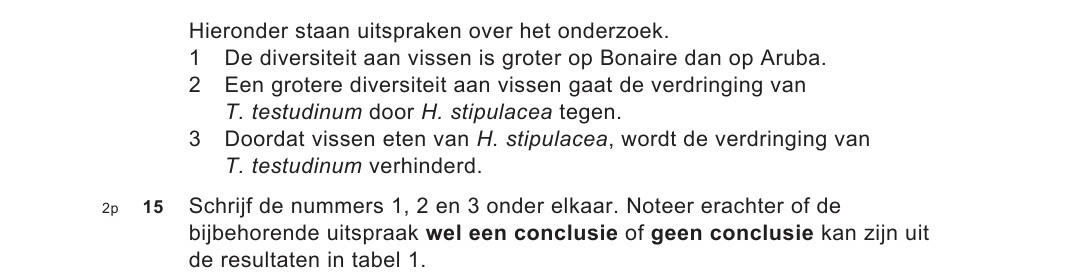 Hieronder staan uitspraken over het onderzoek.
1 De diversiteit aan vissen is groter op Bonaire dan op Aruba.
2 Een grotere diversiteit aan vissen gaat de verdringing van
T. testudinum door H. stipulacea tegen.
3 Doordat vissen eten van H. stipulacea, wordt de verdringing van
T. testudinum verhinderd.
2p 15 Schrijf de nummers 1, 2 en 3 onder elkaar. Noteer erachter of de
bijbehorende uitspraak wel een conclusie of geen conclusie kan zijn uit
de resultaten in tabel 1.